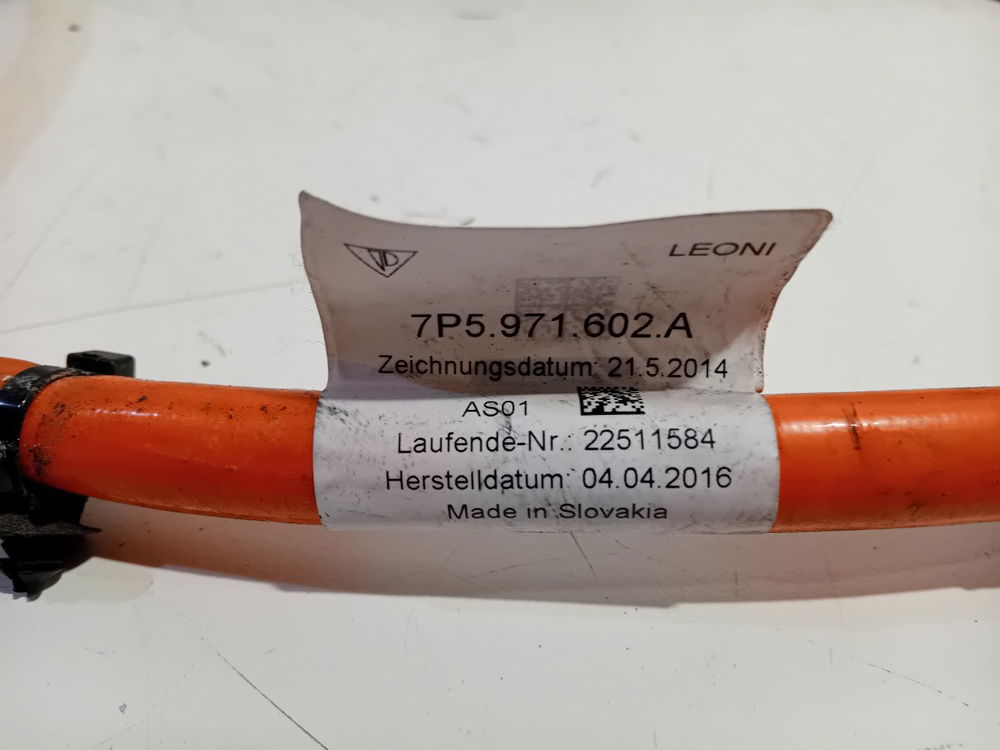 LEONI
7P5.971.602.A
Zeichnungsdatum: 21.5.2014
AS01
Laufende-Nr.: 22511584
Herstelldatum: 04.04.2016
Made in Slovakia